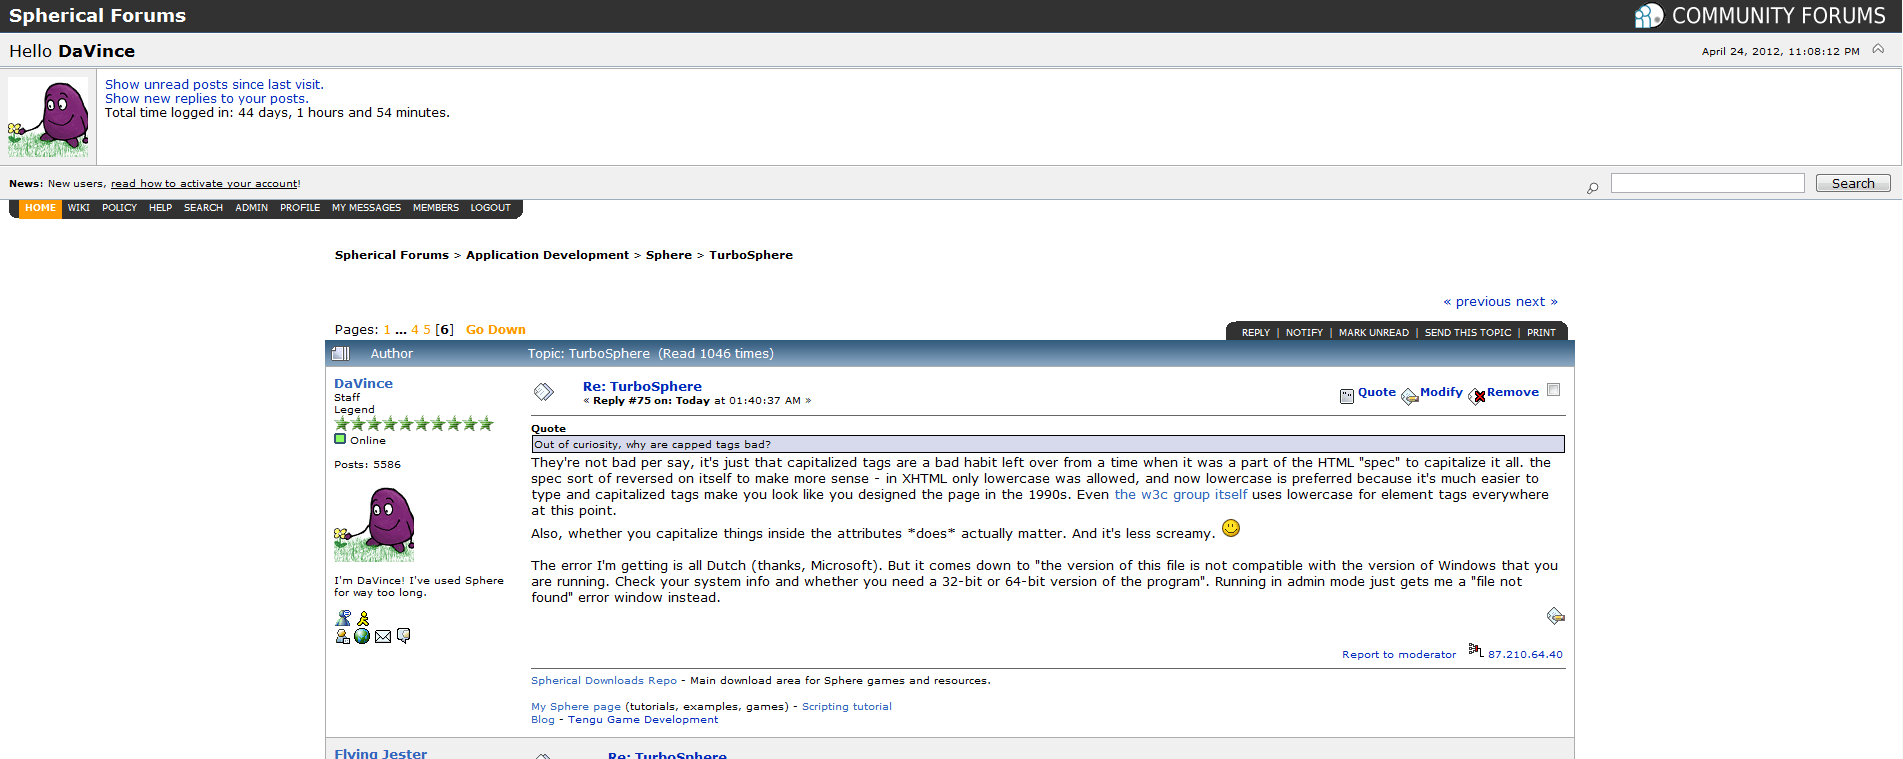 Spherical Forums
COMMUNITY FORUMS
Hello DaVince
April 24, 2012, 11:08:12 PM
Show unread posts since last visit.
Show new replies to your posts.
Total time logged in: 44 days, 1 hours and 54 minutes.
News: New users, read how to activate your account!
Search
HOME WIKI POLICY HELP SEARCH ADMIN PROFILE MY MESSAGES MEMBERS LOGOUT
Spherical Forums > Application Development > Sphere > TurboSphere
« previous next »
Pages: 1 ... 4 5 [6] Go Down
REPLY | NOTIFY | MARK UNREAD | SEND THIS TOPIC | PRINT
Author
Topic: TurboSphere (Read 1046 times)
DaVince
Staff
Legend
Online
Posts: 5586
I'm DaVince! I've used Sphere
for way too long.
Re: TurboSphere
« Reply #75 on: Today at 01:40:37 AM »
Quote Modify Remove
Quote
Out of curiosity, why are capped tags bad?
They're not bad per say, it's just that capitalized tags are a bad habit left over from a time when it was a part of the HTML "spec" to capitalize it all. the
spec sort of reversed on itself to make more sense - in XHTML only lowercase was allowed, and now lowercase is preferred because it's much easier to
type and capitalized tags make you look like you designed the page in the 1990s. Even the w3c group itself uses lowercase for element tags everywhere
at this point.
Also, whether you capitalize things inside the attributes *does* actually matter. And it's less screamy.
The error I'm getting is all Dutch (thanks, Microsoft). But it comes down to "the version of this file is not compatible with the version of Windows that you
are running. Check your system info and whether you need a 32-bit or 64-bit version of the program". Running in admin mode just gets me a "file not
found" error window instead.
Report to moderator 87.210.64.40
Spherical Downloads Repo - Main download area for Sphere games and resources.
My Sphere page (tutorials, examples, games) - Scripting tutorial
Blog - Tengu Game Development
Flying Jester
Re: TurboSphere